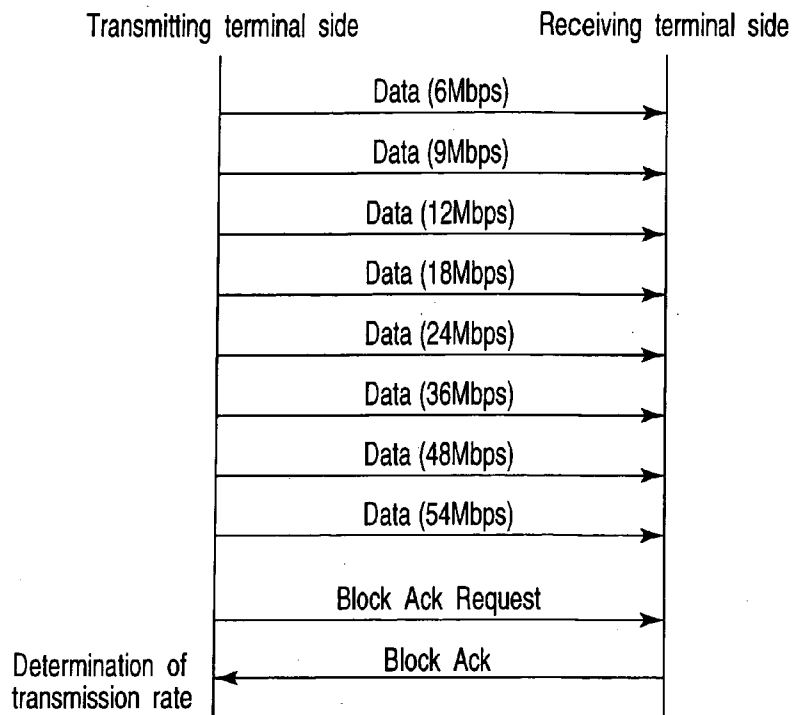 Transmitting terminal side
Receiving terminal side
Data (6Mbps)
Data (9Mbps)
Data (12Mbps)
Data (18Mbps)
Data (24Mbps)
Data (36Mbps)
Data (48Mbps)
Data (54Mbps)
Block Ack Request
Block Ack
Determination of
transmission rate